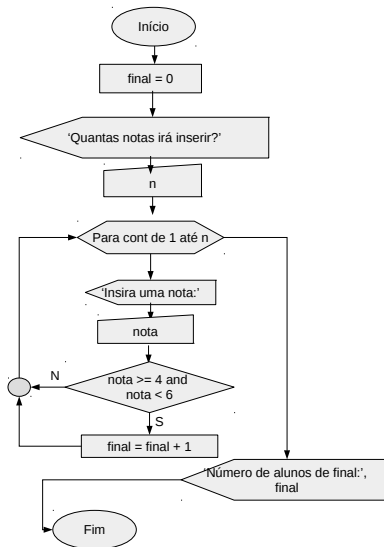 Início
final = 0
‘Quantas notas irá inserir?’
n
Para cont de 1 até n
‘Insira uma nota:’
nota
N
nota >= 4 and
nota < 6
S
final = final + 1
‘Número de alunos de final:’,
final
Fim